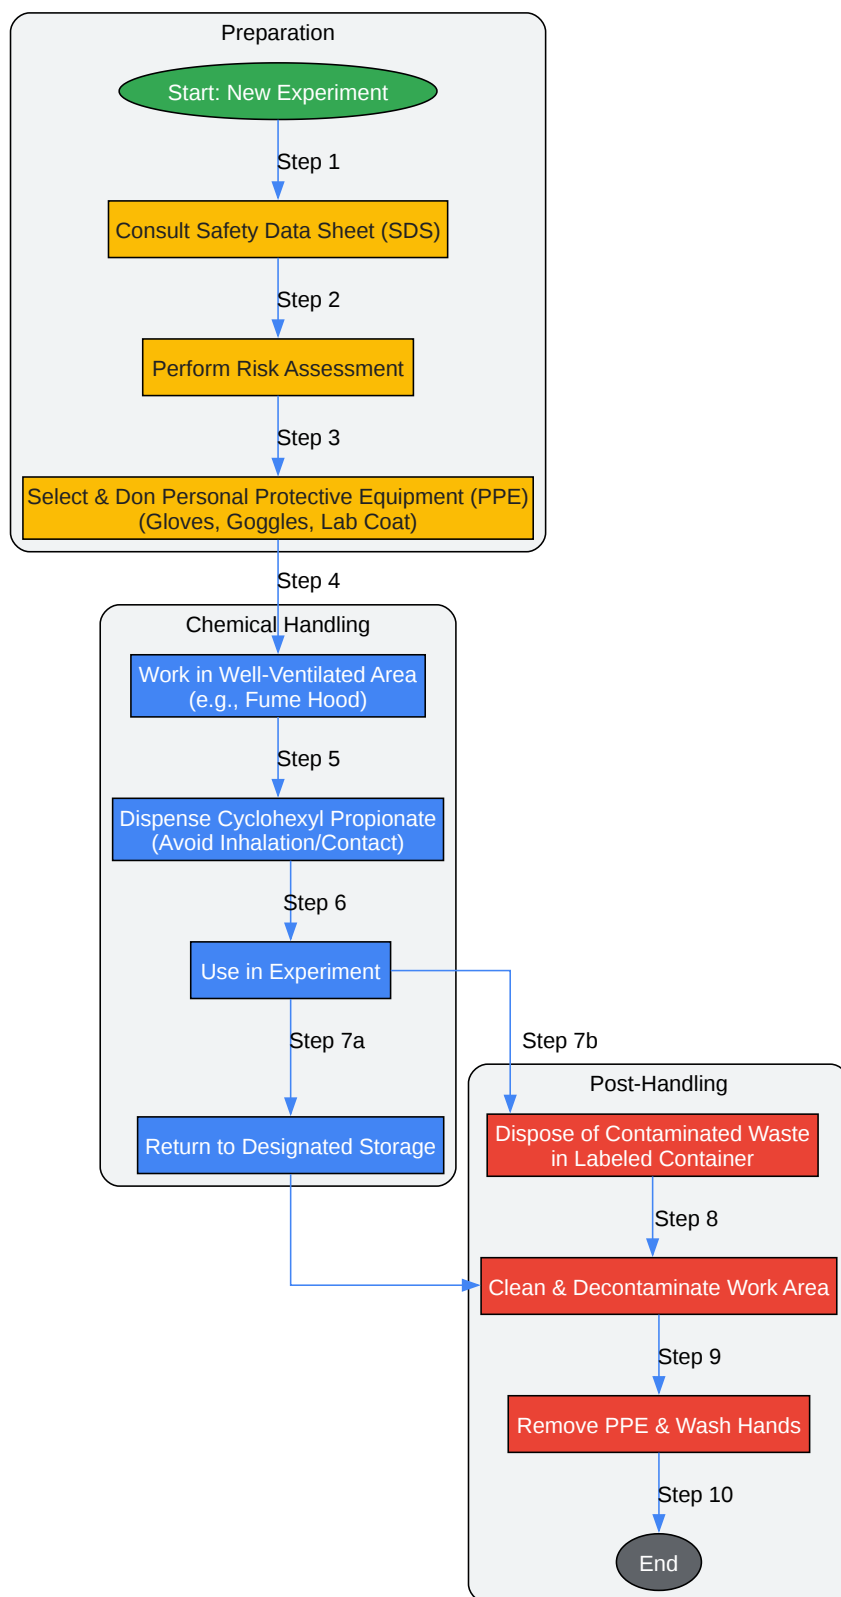 Preparation
Start: New Experiment
Step 1
Consult Safety Data Sheet (SDS)
Step 2
Perform Risk Assessment
Step 3
Select & Don Personal Protective Equipment (PPE)
(Gloves, Goggles, Lab Coat)
Step 4
Chemical Handling
Work in Well-Ventilated Area
(e.g., Fume Hood)
Step 5
Dispense Cyclohexyl Propionate
(Avoid Inhalation/Contact)
Step 6
Use in Experiment
Step 7a
Step 7b
Return to Designated Storage
Post-Handling
Dispose of Contaminated Waste
in Labeled Container
Step 8
Clean & Decontaminate Work Area
Step 9
Remove PPE & Wash Hands
Step 10
End